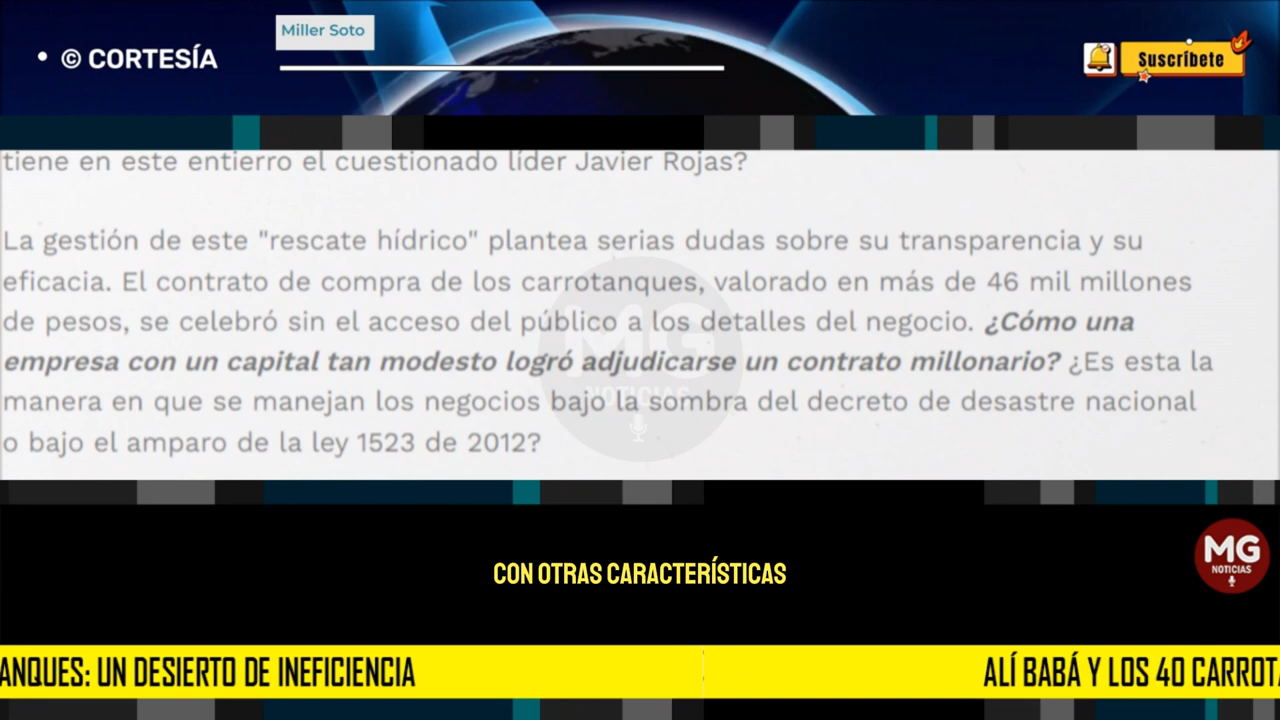 • © CORTESÍA
Miller Soto
Suscríbete
tiene en este entierro el cuestionado líder Javier Rojas?
La gestión de este "rescate hídrico" plantea serias dudas sobre su transparencia y su
eficacia. El contrato de compra de los carrotanques, valorado en más de 46 mil millones
de pesos, se celebró sin el acceso del público a los detalles del negocio. ¿Cómo una
empresa con un capital tan modesto logró adjudicarse un contrato millonario? ¿Es esta la
manera en que se manejan los negocios bajo la sombra del decreto de desastre nacional
o bajo el amparo de la ley 1523 de 2012?
MG
NOTICIAS
CON OTRAS CARACTERÍSTICAS
MG
NOTICIAS
ANQUES: UN DESIERTO DE INEFICIENCIA
ALÍ BABÁ Y LOS 40 CARROTA